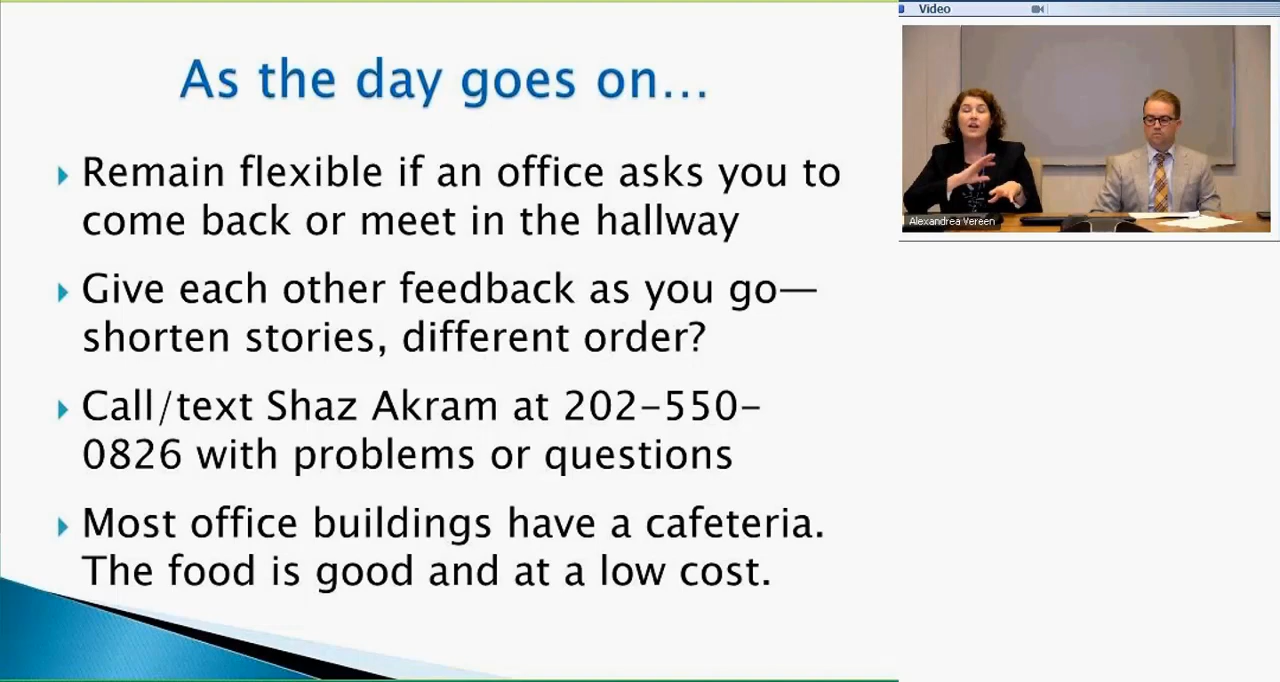 As the day goes on...
Remain flexible if an office asks you to
come back or meet in the hallway
Give each other feedback as you go—
shorten stories, different order?
Call/text Shaz Akram at 202-550-
0826 with problems or questions
Most office buildings have a cafeteria.
The food is good and at a low cost.
Video
Alexandrea Vereen